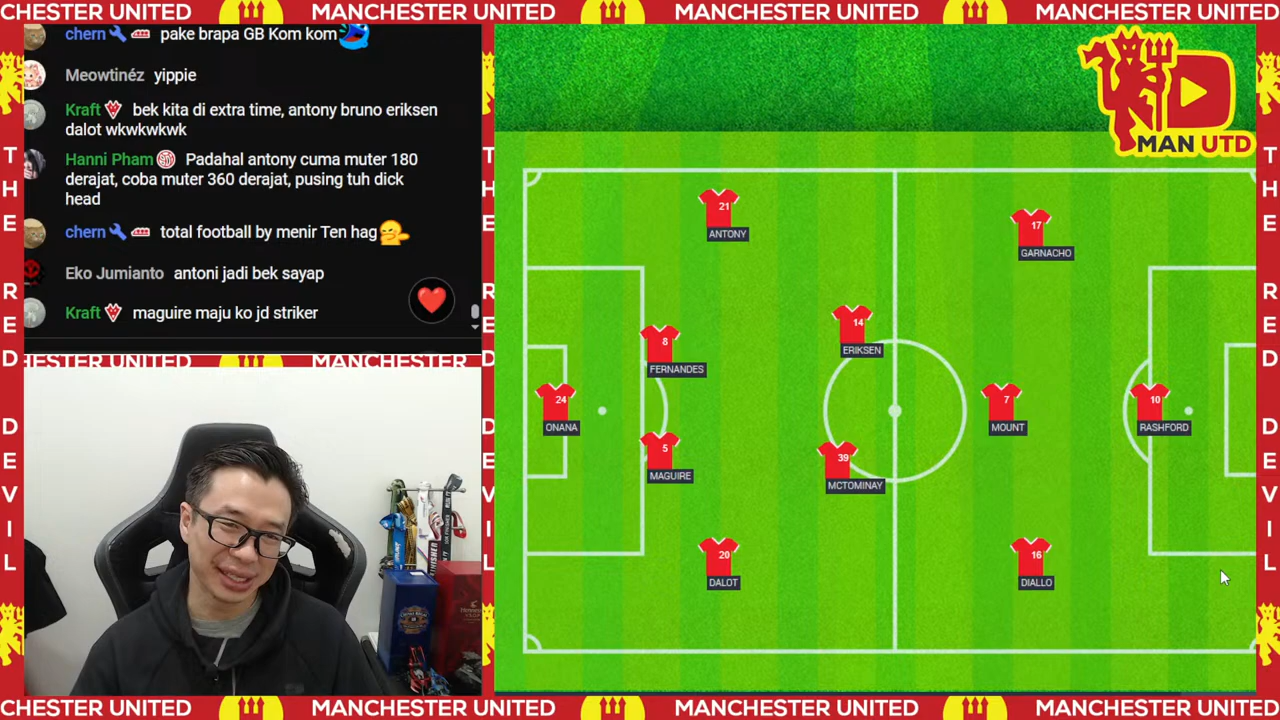 CHESTER UNITED MANCHESTER UNITED MANCHESTER UNITED MANCHESTER UNITED
chern pake brapa GB Kom kom
Meowtinéz yippie
Kraft bek kita di extra time, antony bruno eriksen
dalot wkwkwkwk
Hanni Pham Padahal antony cuma muter 180
derajat, coba muter 360 derajat, pusing tuh dick
head
chern total football by menir Ten hag
Eko Jumianto antoni jadi bek sayap
Kraft maguire maju ko jd striker
CHESTER UNITED MANCHESTER
THE RED DEVIL
THE RED DEVIL
THE RED DEVIL
MAN UTD
21
ANTONY
17
GARNACHO
14
ERIKSEN
8
FERNANDES
24
ONANA
7
MOUNT
10
RASHFORD
5
MAGUIRE
39
MCTOMINAY
20
DALOT
16
DIALLO
CHESTER UNITED MANCHESTER UNITED MANCHESTER UNITED MANCHESTER UNITED